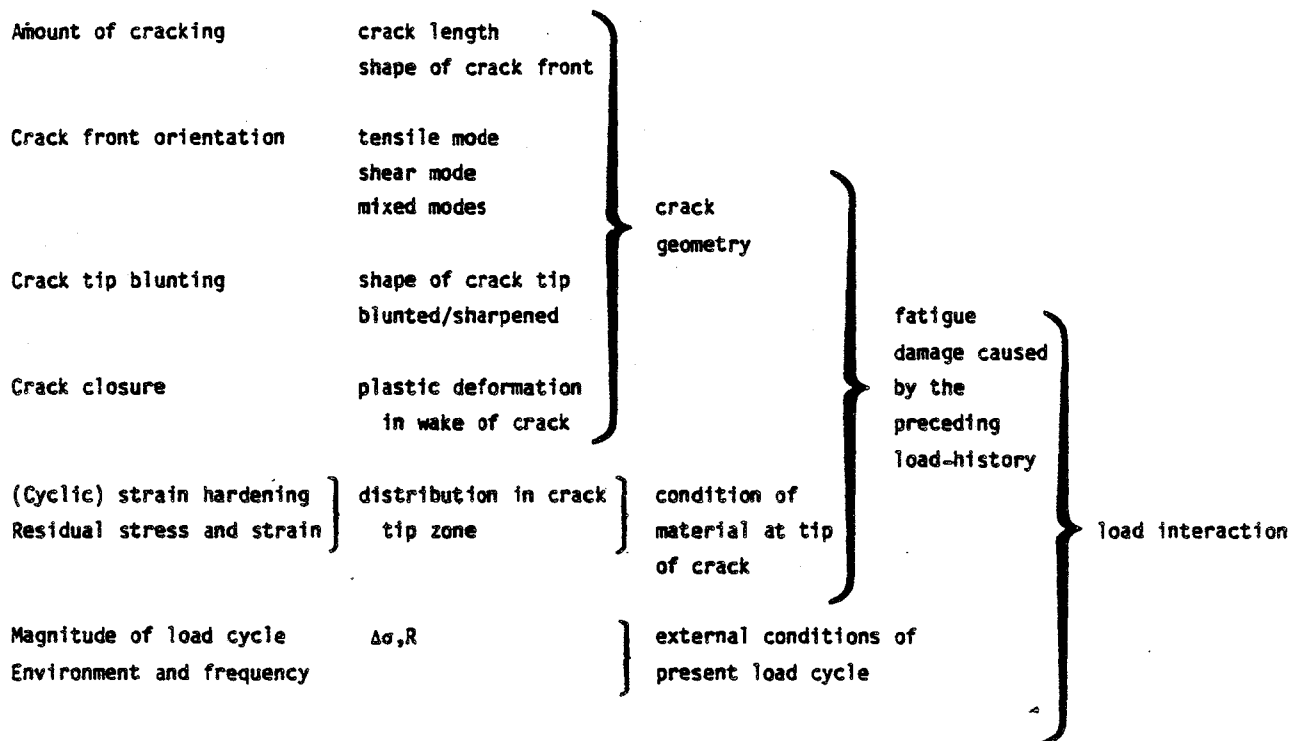 Amount of cracking
crack length
shape of crack front
Crack front orientation
tensile mode
shear mode
mixed modes
crack
geometry
Crack tip blunting
shape of crack tip
blunted/sharpened
Crack closure
plastic deformation
in wake of crack
fatigue
damage caused
by the
preceding
load-history
(Cyclic) strain hardening
Residual stress and strain
distribution in crack
tip zone
condition of
material at tip
of crack
load interaction
Magnitude of load cycle
Δσ,R
Environment and frequency
external conditions of
present load cycle